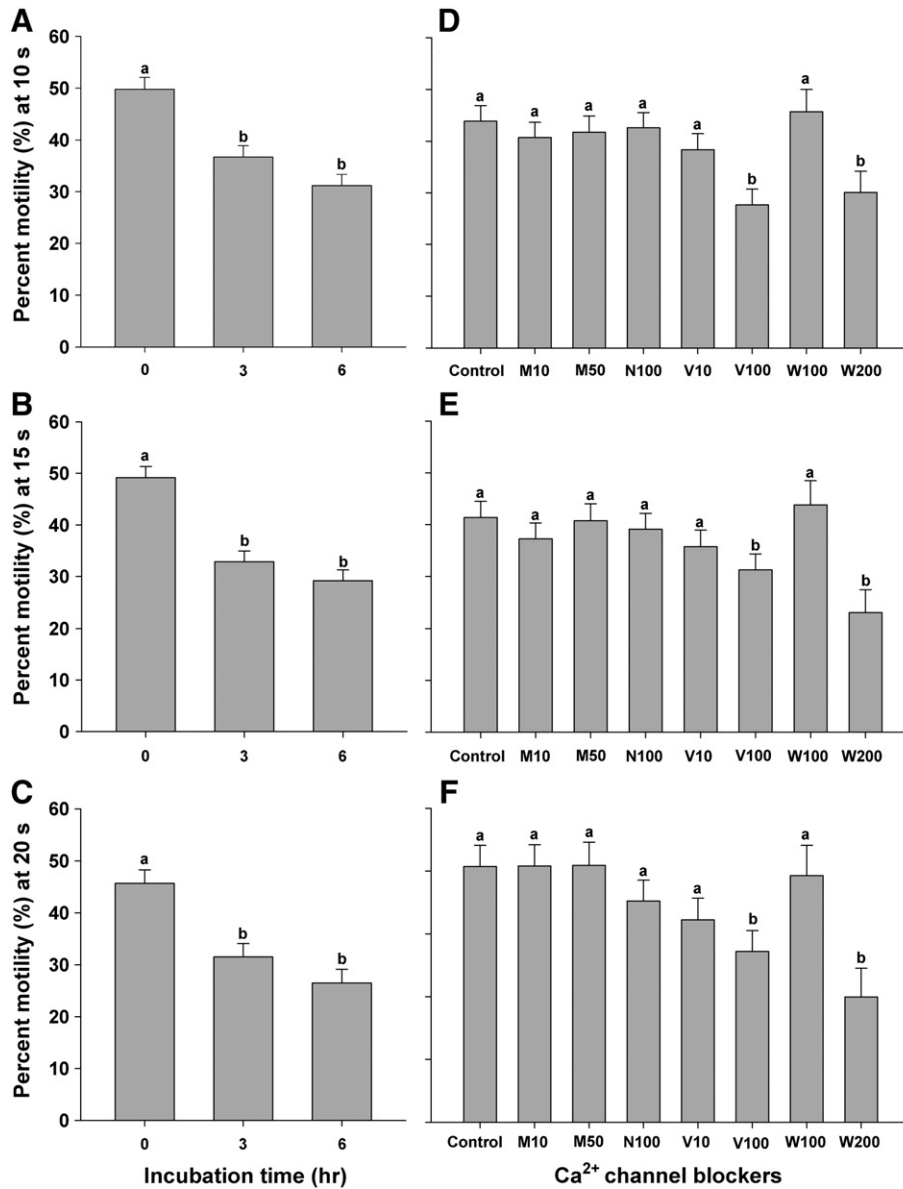 A
Percent motility (%) at 10 s
60
50
40
30
20
10
0
a
b
b
0 3 6
D
a a a a a b a b
Control M10 M50 N100 V10 V100 W100 W200
B
Percent motility (%) at 15 s
60
50
40
30
20
10
0
a
b
b
0 3 6
E
a a a a a b a b
Control M10 M50 N100 V10 V100 W100 W200
C
Percent motility (%) at 20 s
60
50
40
30
20
10
0
a
b
b
0 3 6
Incubation time (hr)
F
a a a a a b a b
Control M10 M50 N100 V10 V100 W100 W200
Ca²⁺ channel blockers